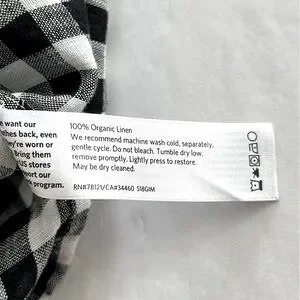 e want our
thes back, even
ey're worn or
Bring them
US stores
port our
program.
100% Organic Linen
We recommend machine wash cold, separately,
gentle cycle. Do not bleach. Tumble dry low,
remove promptly. Lightly press to restore.
May be dry cleaned.
RN#78121/CA#34460 S18GIM